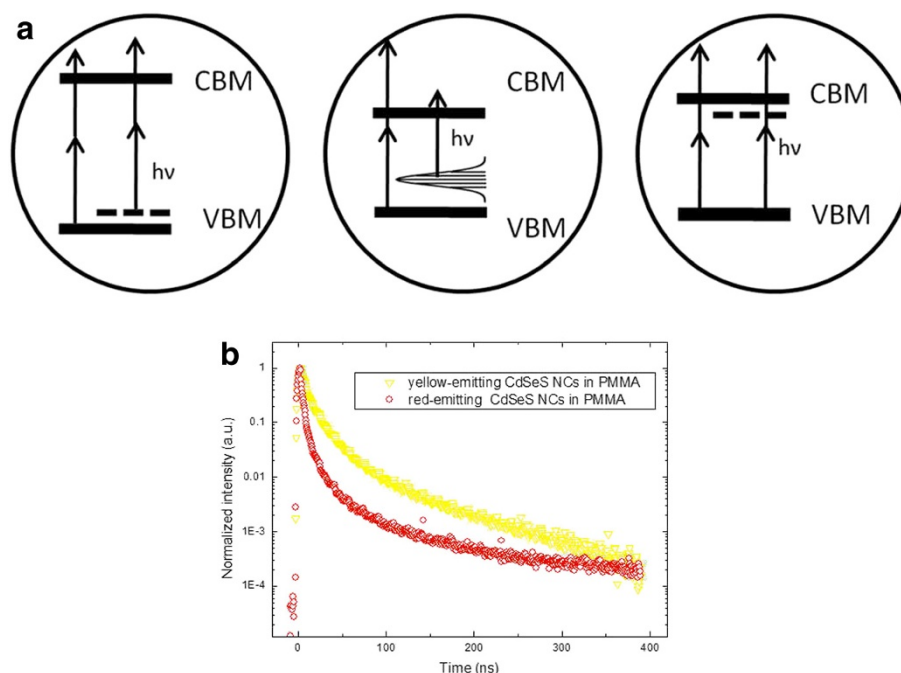 a
CBM
hν
VBM
CBM
hν
VBM
CBM
hν
VBM
b
yellow-emitting CdSeS NCs in PMMA
red-emitting CdSeS NCs in PMMA
Normalized intensity (a.u.)
1
0.1
0.01
1E-3
1E-4
0
100
200
300
400
Time (ns)